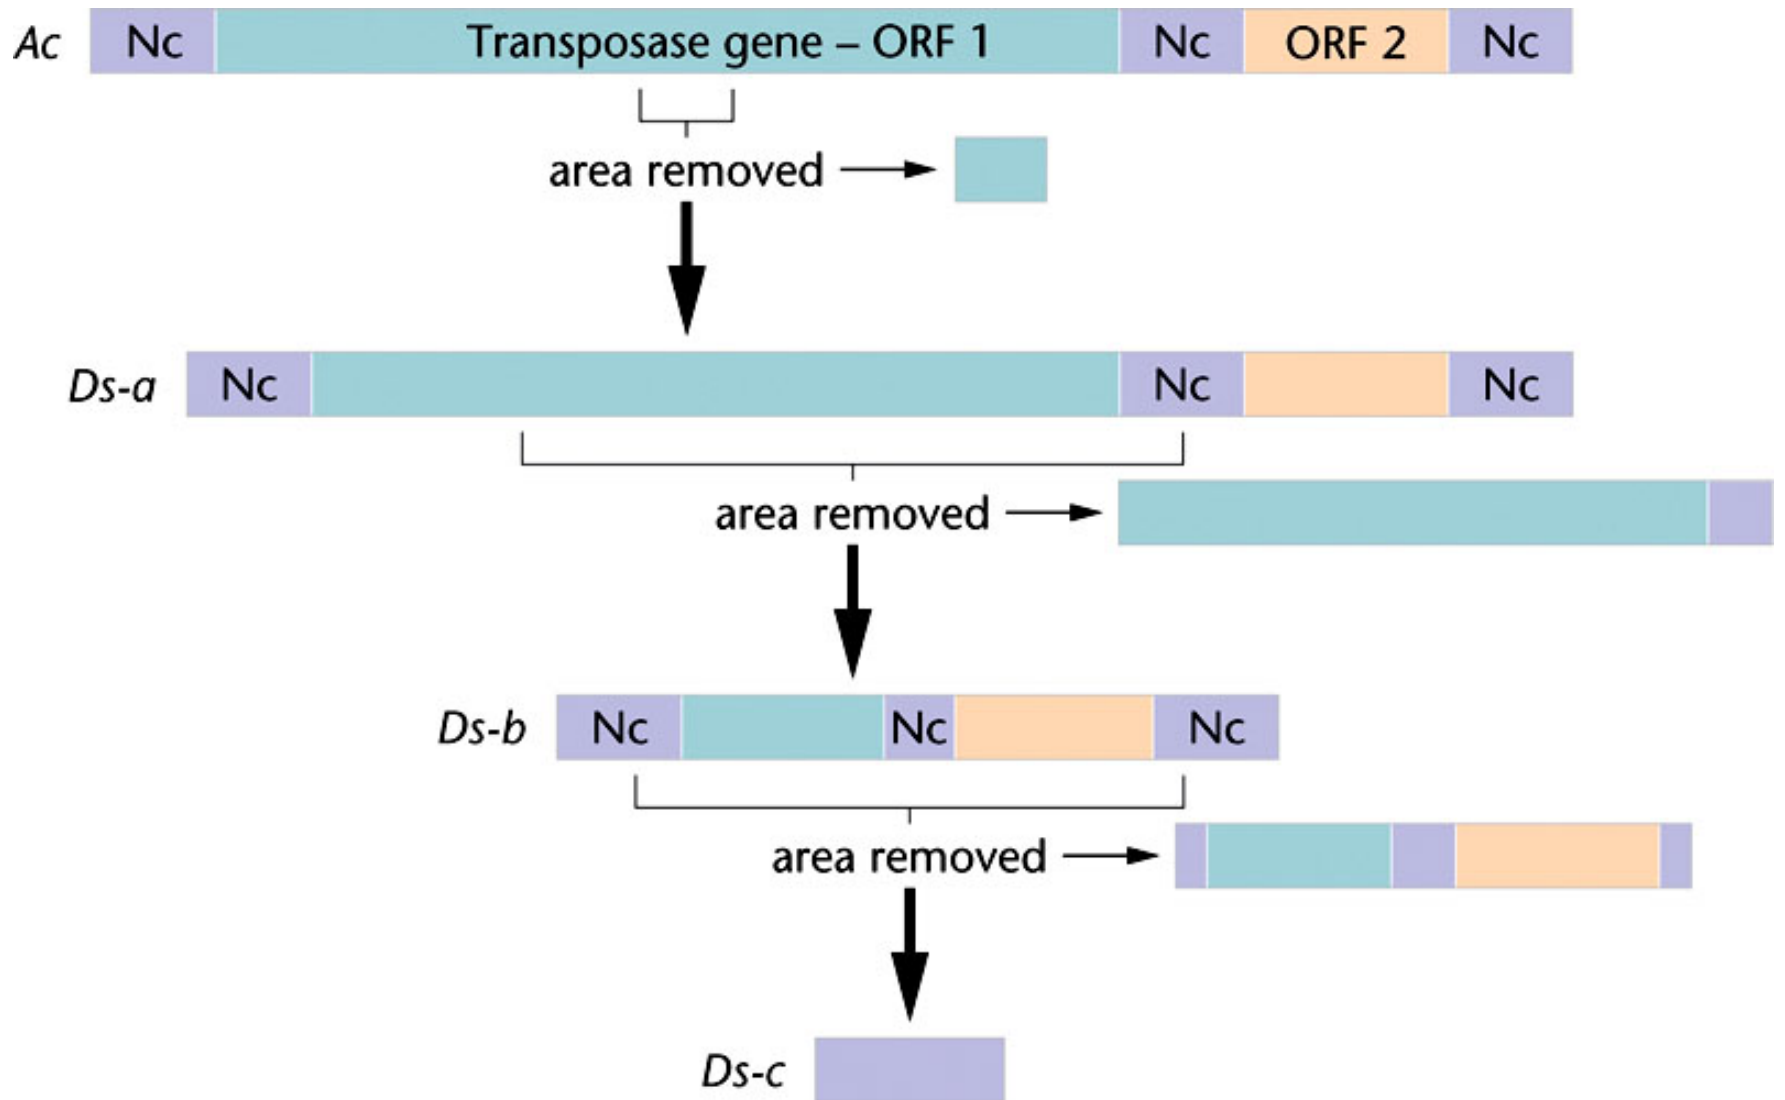 Ac Nc Transposase gene – ORF 1 Nc ORF 2 Nc
area removed
Ds-a Nc Nc Nc
area removed
Ds-b Nc Nc Nc
area removed
Ds-c